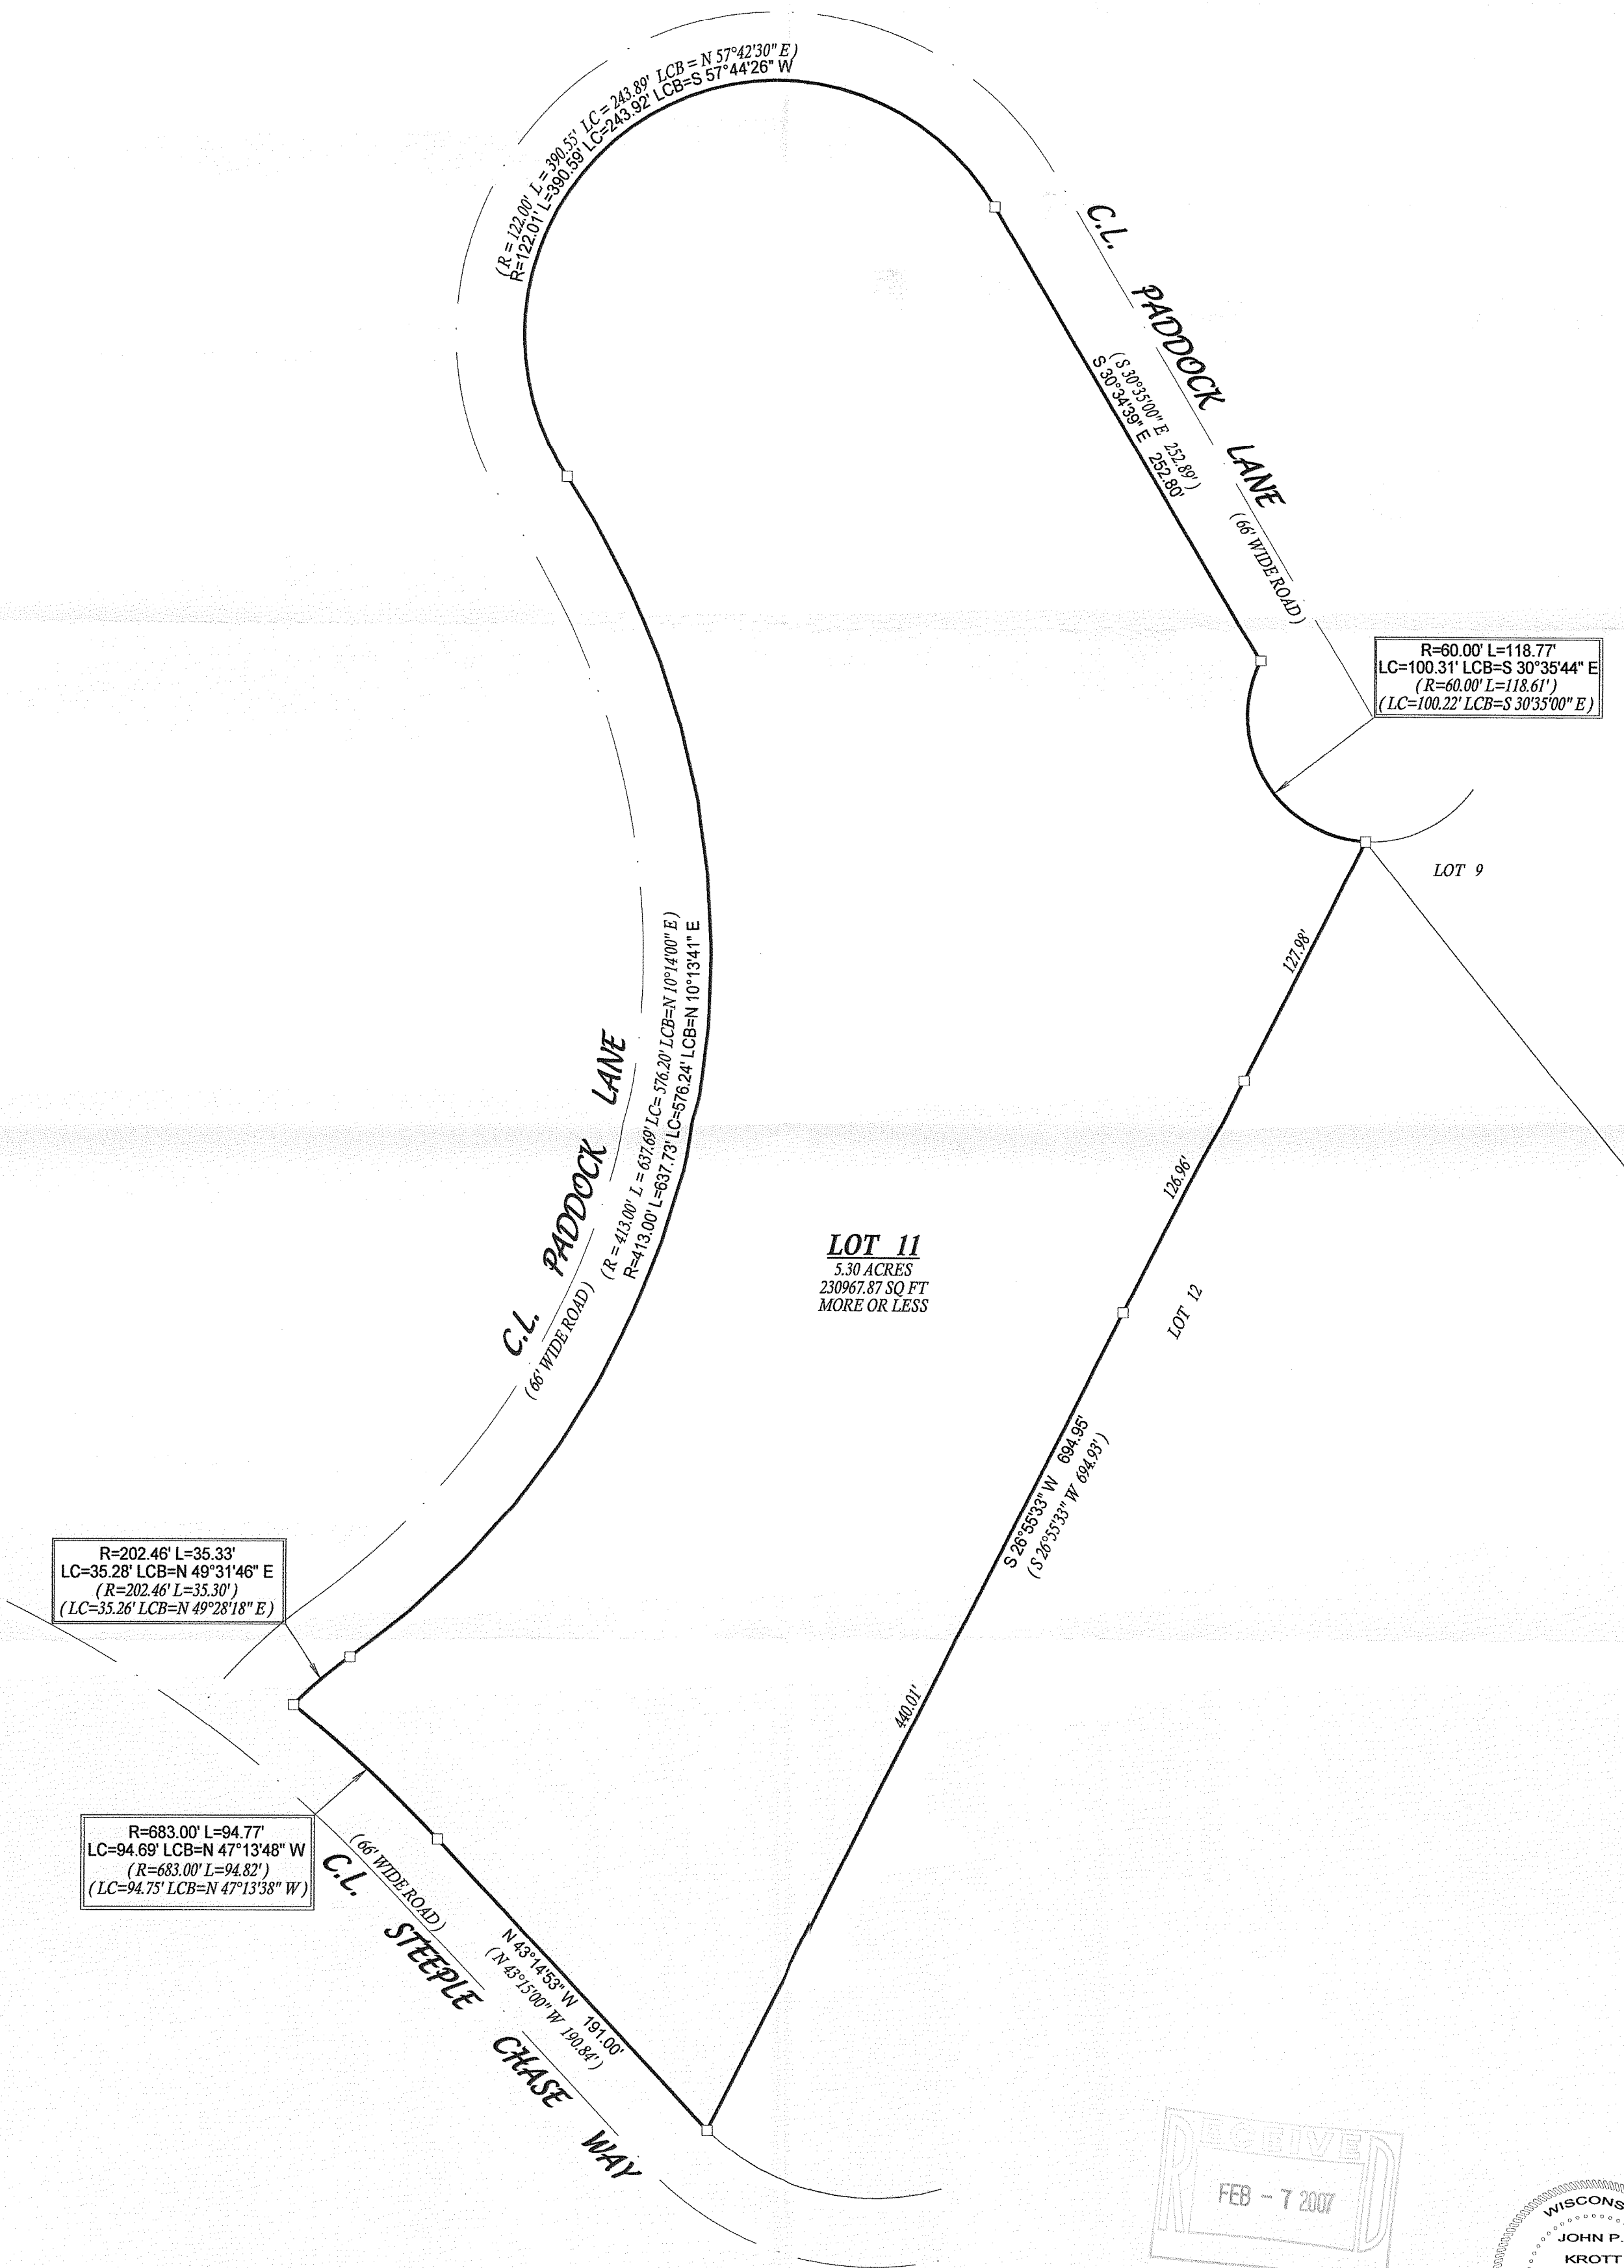 (R = 122.00' L = 390.55' LC = 243.89' LCB = N 57°42'30" E)
R=122.01' L=390.59' LC=243.92' LCB=S 57°44'26" W
C.L. PADDOCK LANE
(66' WIDE ROAD)
(S 30°35'00" E 252.89')
S 30°34'39" E 252.80'
R=60.00' L=118.77'
LC=100.31' LCB=S 30°35'44" E
(R=60.00' L=118.61')
(LC=100.22' LCB=S 30'35'00" E)
LOT 9
127.98'
126.96'
LOT 12
C.L. PADDOCK LANE
(66' WIDE ROAD)
(R = 413.00' L = 637.69' LC= 576.20' LCB=N 10°14'00" E)
R=413.00' L=637.73' LC=576.24' LCB=N 10°13'41" E
LOT 11
5.30 ACRES
230967.87 SQ FT
MORE OR LESS
S 26°55'33" W 694.95'
(S 26°55'33" W 694.93')
440.01'
R=202.46' L=35.33'
LC=35.28' LCB=N 49°31'46" E
(R=202.46' L=35.30')
(LC=35.26' LCB=N 49°28'18" E)
R=683.00' L=94.77'
LC=94.69' LCB=N 47°13'48" W
(R=683.00' L=94.82')
(LC=94.75' LCB=N 47°13'38" W)
(66' WIDE ROAD)
C.L. STEEPLE CHASE WAY
N 43°14'53" W 191.00'
(N 43°15'00" W 190.84')
RECEIVED
FEB - 7 2007
WISCONS
JOHN P.
KROTT